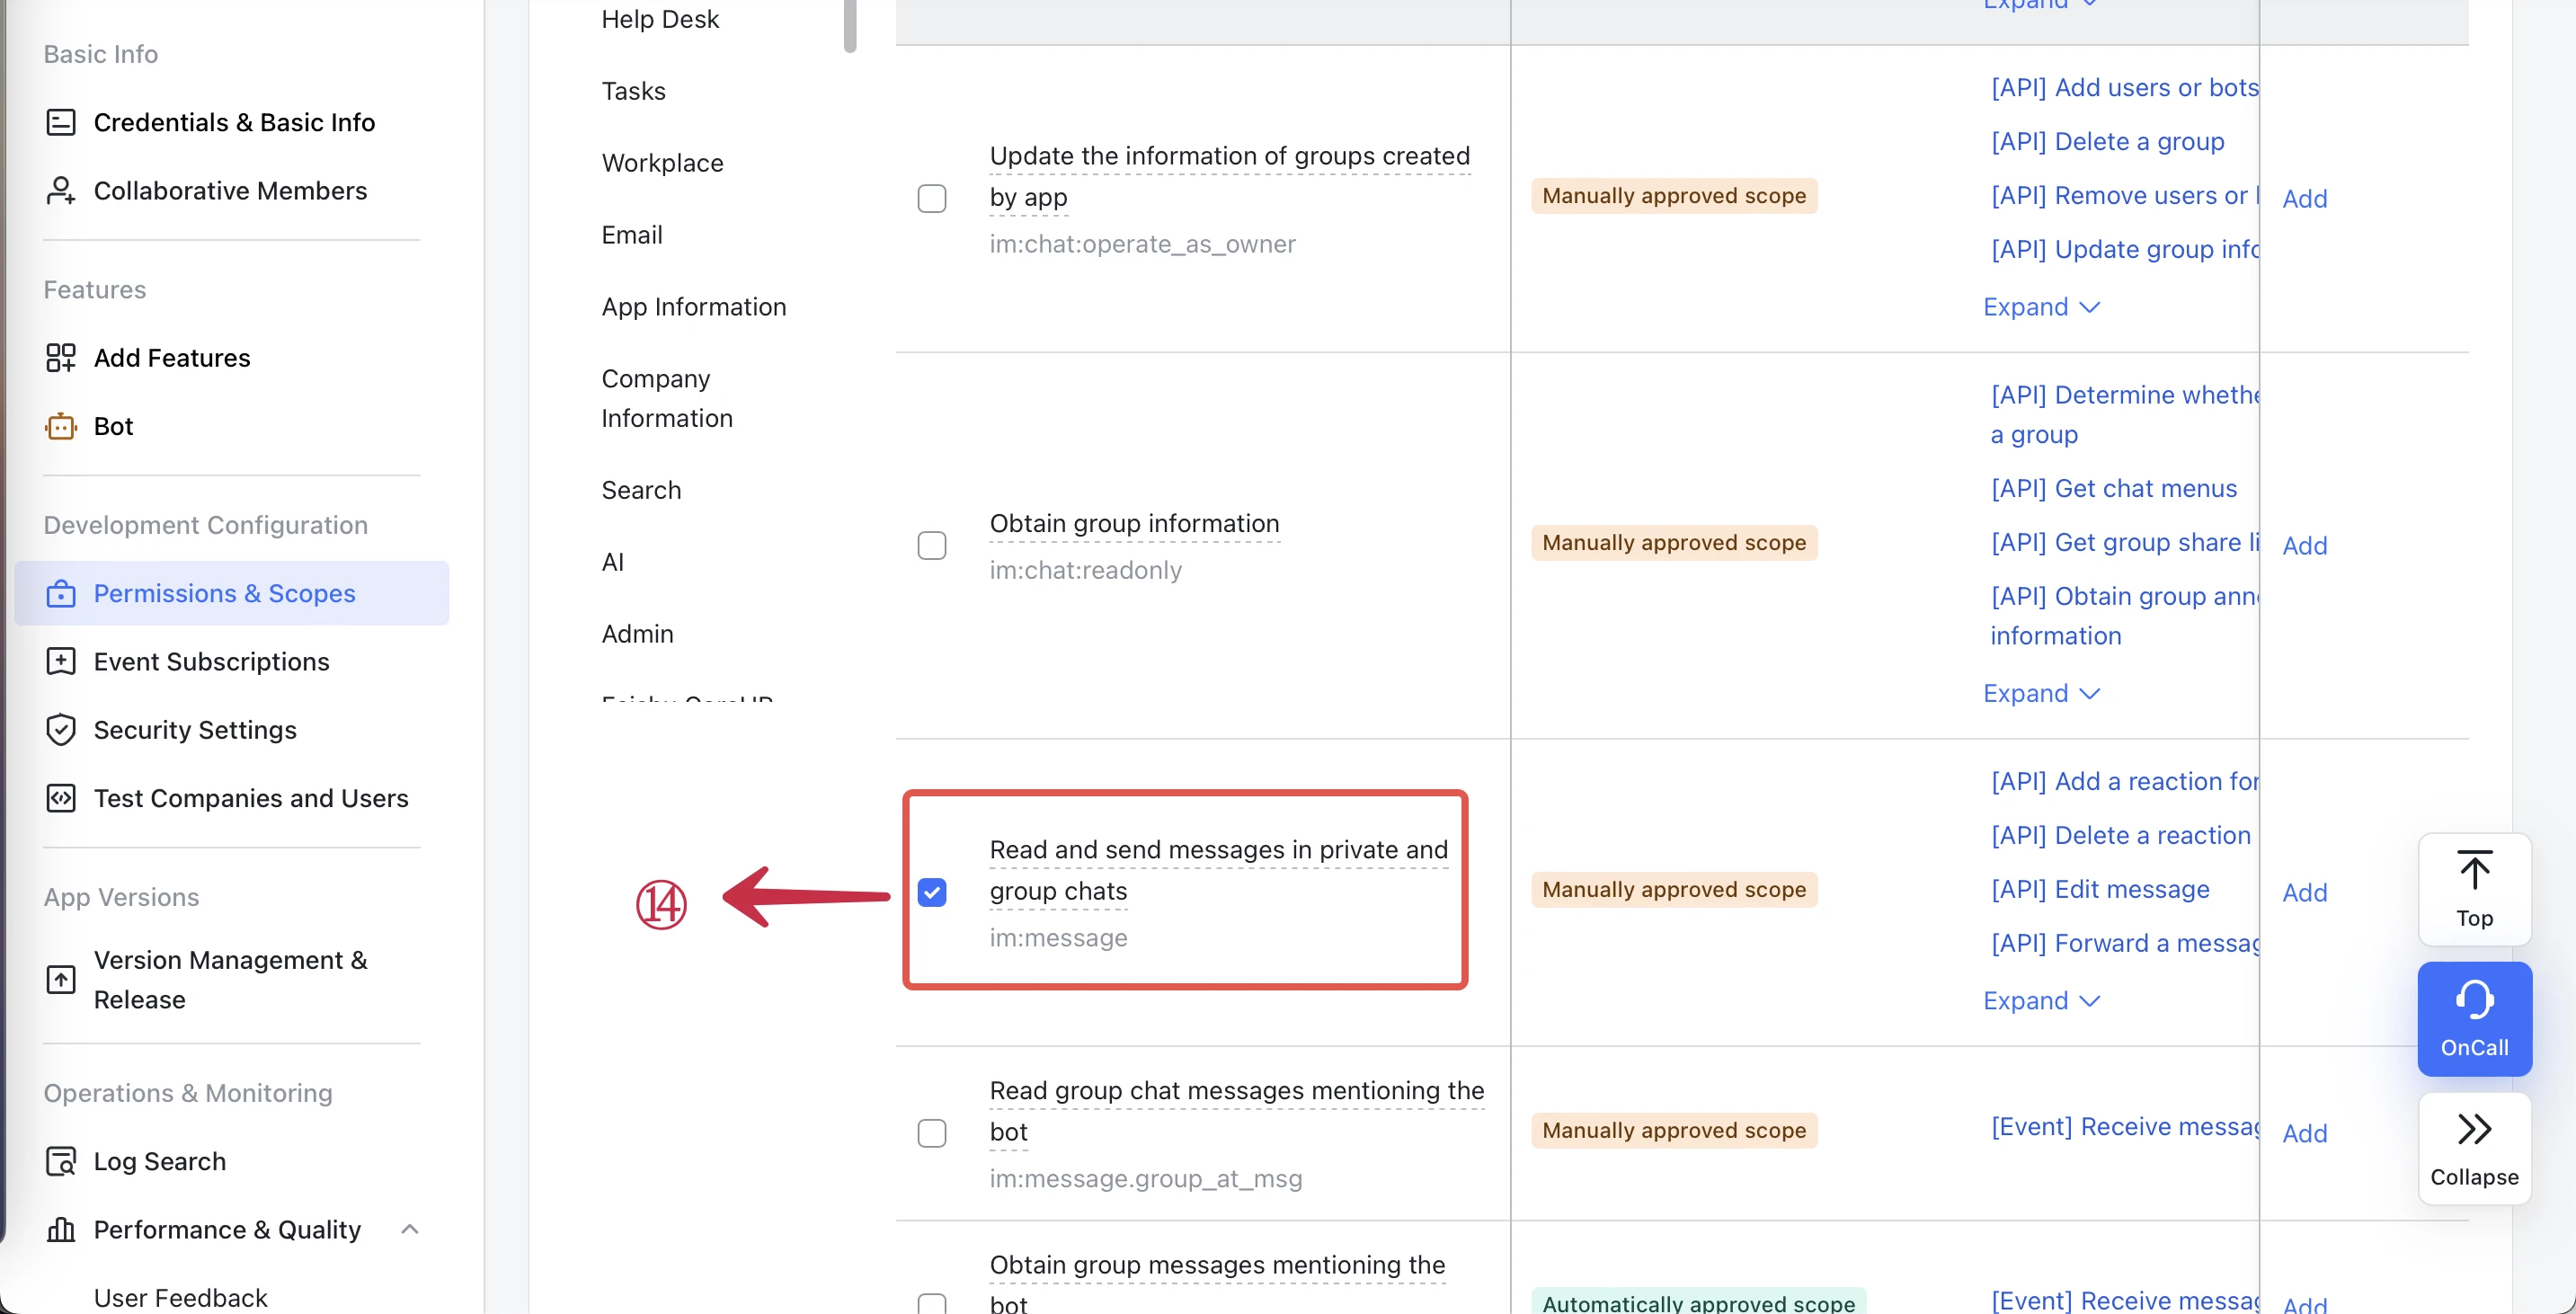 Basic Info
Credentials & Basic Info
Collaborative Members
Features
Add Features
Bot
Development Configuration
Permissions & Scopes
Event Subscriptions
Security Settings
Test Companies and Users
App Versions
Version Management &
Release
Operations & Monitoring
Log Search
Performance & Quality
User Feedback
Help Desk
Tasks
Workplace
Email
App Information
Company
Information
Search
AI
Admin
Expand
Update the information of groups created
by app
im:chat:operate_as_owner
Manually approved scope
[API] Add users or bots
[API] Delete a group
[API] Remove users or
[API] Update group info
Expand
Add
Obtain group information
im:chat:readonly
Manually approved scope
[API] Determine whethe
a group
[API] Get chat menus
[API] Get group share li
[API] Obtain group ann
information
Expand
Add
⑭
Read and send messages in private and
group chats
im:message
Manually approved scope
[API] Add a reaction for
[API] Delete a reaction
[API] Edit message
[API] Forward a messag
Expand
Add
Read group chat messages mentioning the
bot
im:message.group_at_msg
Manually approved scope
[Event] Receive messag
Add
Obtain group messages mentioning the
bot
Automatically approved scope
[Event] Receive messag
Add
Top
OnCall
Collapse